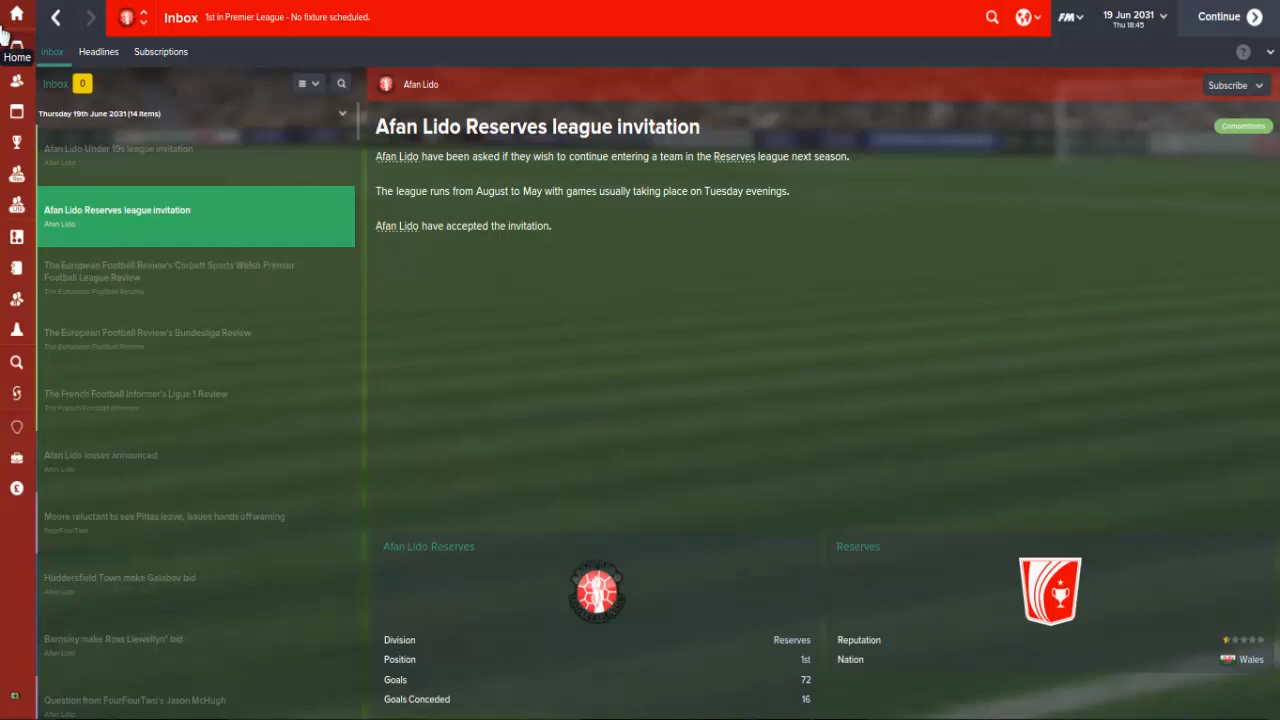 Inbox 1st in Premier League - No fixture scheduled.
FM
19 Jun 2031
Thu 18:45
Continue
Home
Inbox Headlines Subscriptions
?
Inbox 0
Thursday 19th June 2031 (14 items)
Afan Lido Under 19s league invitation
Afan Lido
Afan Lido Reserves league invitation
Afan Lido
The European Football Review's Corbett Sports Welsh Premier
Football League Review
The European Football Review
The European Football Review's Bundesliga Review
The European Football Review
The French Football Informer's Ligue 1 Review
The French Football Informer
Afan Lido losses announced
Afan Lido
Moore reluctant to see Pittas leave, issues hands off warning
FourFourTwo
Huddersfield Town make Galabov bid
Afan Lido
Barnsley make Ross Llewellyn* bid
Afan Lido
Question from FourFourTwo's Jason McHugh
Afan Lido
Afan Lido
Subscribe
Afan Lido Reserves league invitation
Competitions
Afan Lido have been asked if they wish to continue entering a team in the Reserves league next season.
The league runs from August to May with games usually taking place on Tuesday evenings.
Afan Lido have accepted the invitation.
Afan Lido Reserves
Division Reserves
Position 1st
Goals 72
Goals Conceded 16
Reserves
Reputation
Nation Wales